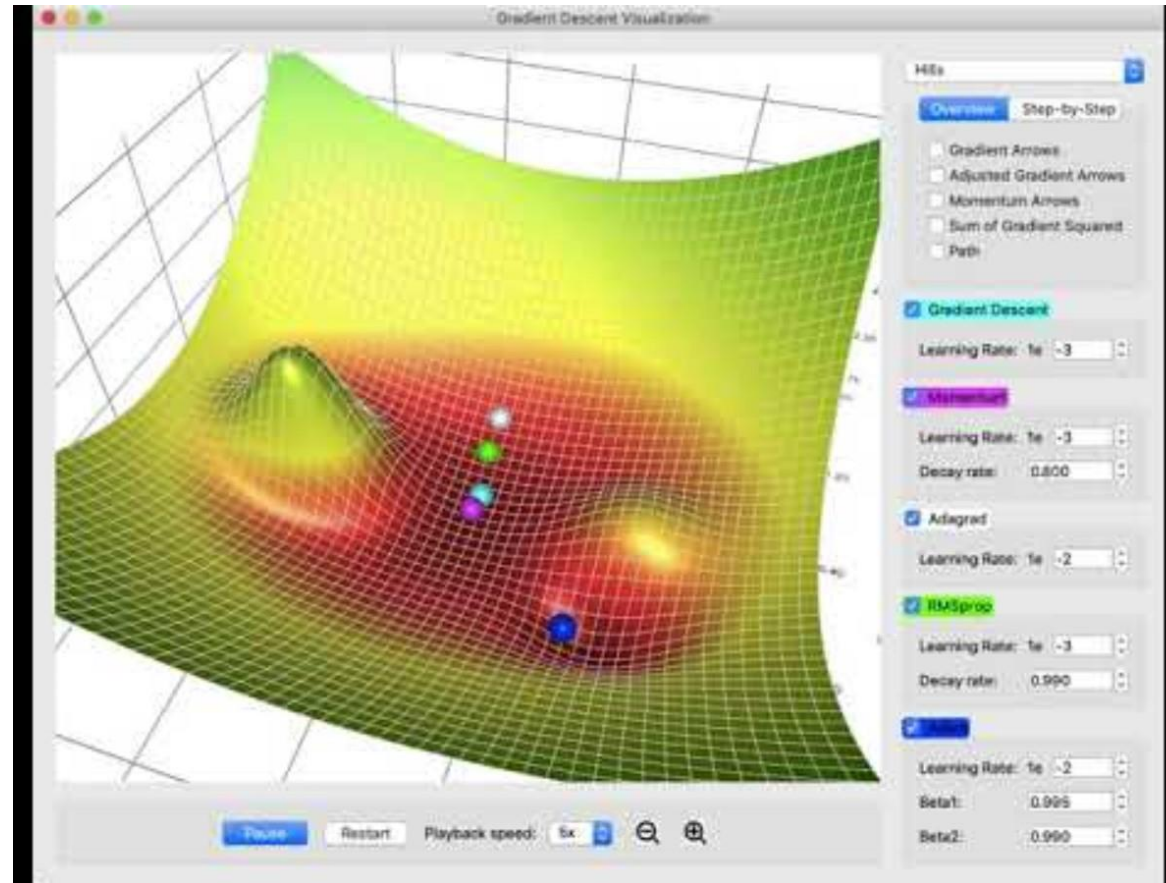 Gradient Descent Visualization
Hills
Overview Step-by-Step
Gradient Arrows
Adjusted Gradient Arrows
Momentum Arrows
Sum of Gradient Squared
Path
Gradient Descent
Learning Rate: 1e -3
Momentum
Learning Rate: 1e -3
Decay rate: 0.800
Adagrad
Learning Rate: 1e -2
RMSprop
Learning Rate: 1e -3
Decay rate: 0.990
Adam
Learning Rate: 1e -2
Beta1: 0.995
Beta2: 0.990
Pause Restart Playback speed: 5x